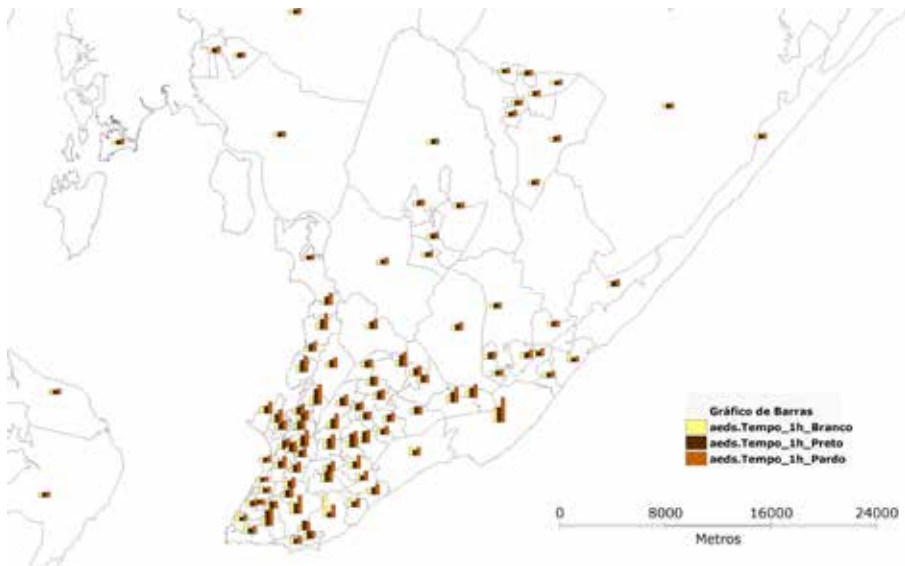 Gráfico de Barras
aeds.Tempo_1h_Branco
aeds.Tempo_1h_Preto
aeds.Tempo_1h_Pardo
0 8000 16000 24000
Metros